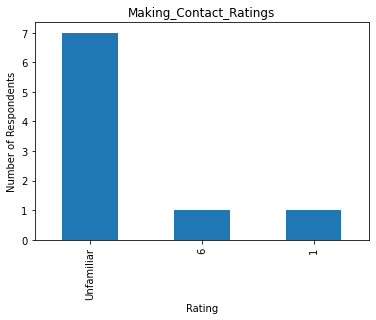 Making_Contact_Ratings
Number of Respondents
7
6
5
4
3
2
1
0
Unfamiliar
6
1
Rating